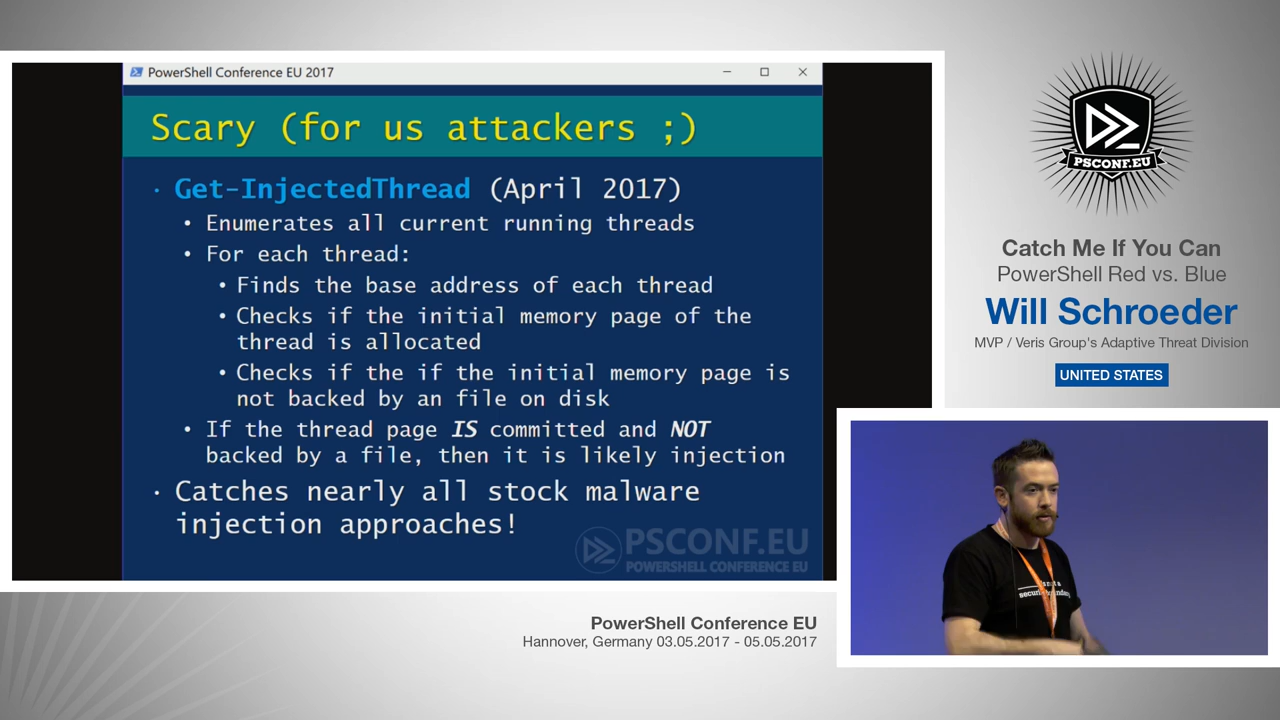 PowerShell Conference EU 2017
Scary (for us attackers ;)
· Get-InjectedThread (April 2017)
• Enumerates all current running threads
• For each thread:
• Finds the base address of each thread
• Checks if the initial memory page of the
thread is allocated
• Checks if the if the initial memory page is
not backed by an file on disk
• If the thread page IS committed and NOT
backed by a file, then it is likely injection
· Catches nearly all stock malware
injection approaches!
PSCONF.EU
POWERSHELL CONFERENCE EU
PSCONF.EU
Catch Me If You Can
PowerShell Red vs. Blue
Will Schroeder
MVP / Veris Group's Adaptive Threat Division
UNITED STATES
PowerShell Conference EU
Hannover, Germany 03.05.2017 - 05.05.2017